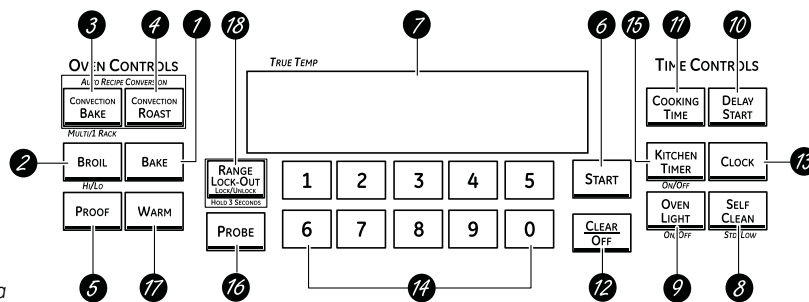 3 4 1 18 7 6 15 11 10
OVEN CONTROLS
AUTO RECIPE CONVERSION
CONVECTION BAKE
CONVECTION ROAST
MULTI/1 RACK
2
BROIL
BAKE
HI/LO
PROOF
WARM
5 17
TRUE TEMP
RANGE
LOCK-OUT
LOCK/UNLOCK
HOLD 3 SECONDS
PROBE
16
1 2 3 4 5
6 7 8 9 0
14
START
CLEAR
OFF
12
TIME CONTROLS
COOKING TIME
DELAY START
KITCHEN TIMER
CLOCK
13
ON/OFF
OVEN LIGHT
SELF CLEAN
ON/OFF
STD/LOW
9 8
a